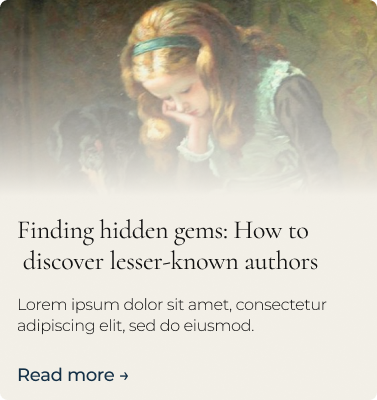 Finding hidden gems: How to
discover lesser-known authors
Lorem ipsum dolor sit amet, consectetur
adipiscing elit, sed do eiusmod.
Read more →